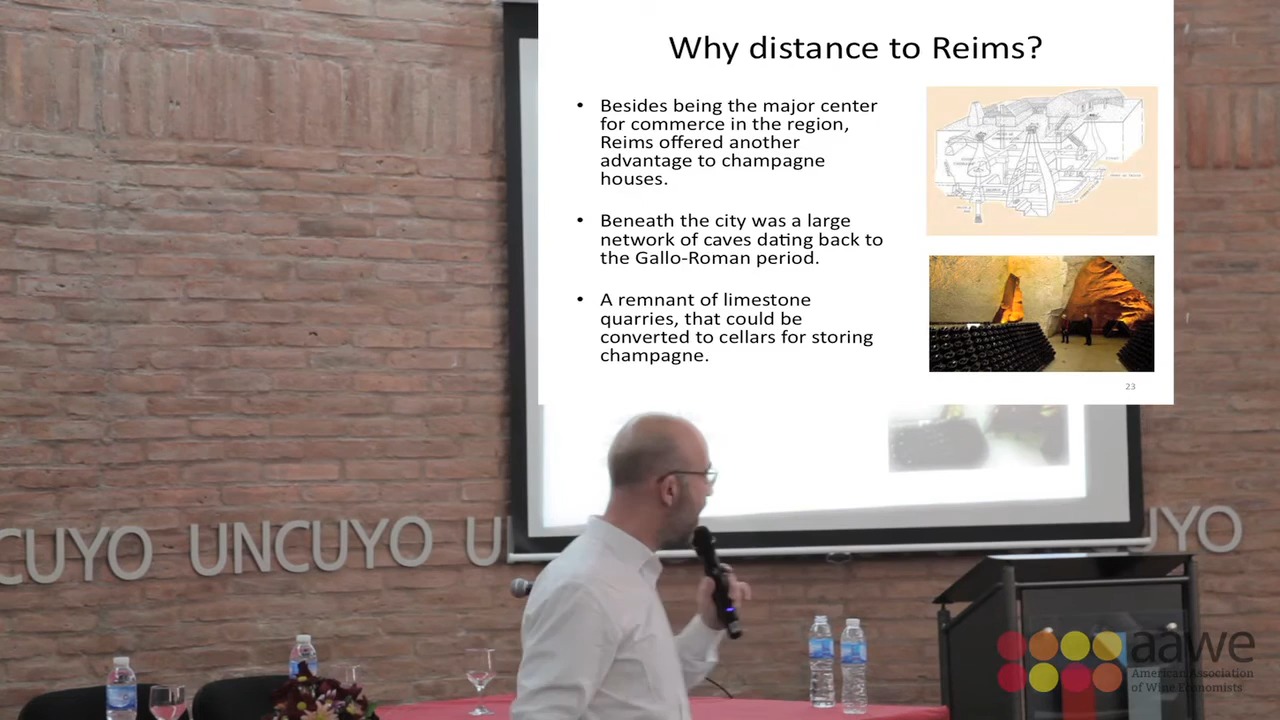 Why distance to Reims?
• Besides being the major center
for commerce in the region,
Reims offered another
advantage to champagne
houses.
• Beneath the city was a large
network of caves dating back to
the Gallo-Roman period.
• A remnant of limestone
quarries, that could be
converted to cellars for storing
champagne.
23
CUYO UNCUYO U
UYO
aawe
American Association
of Wine Economists